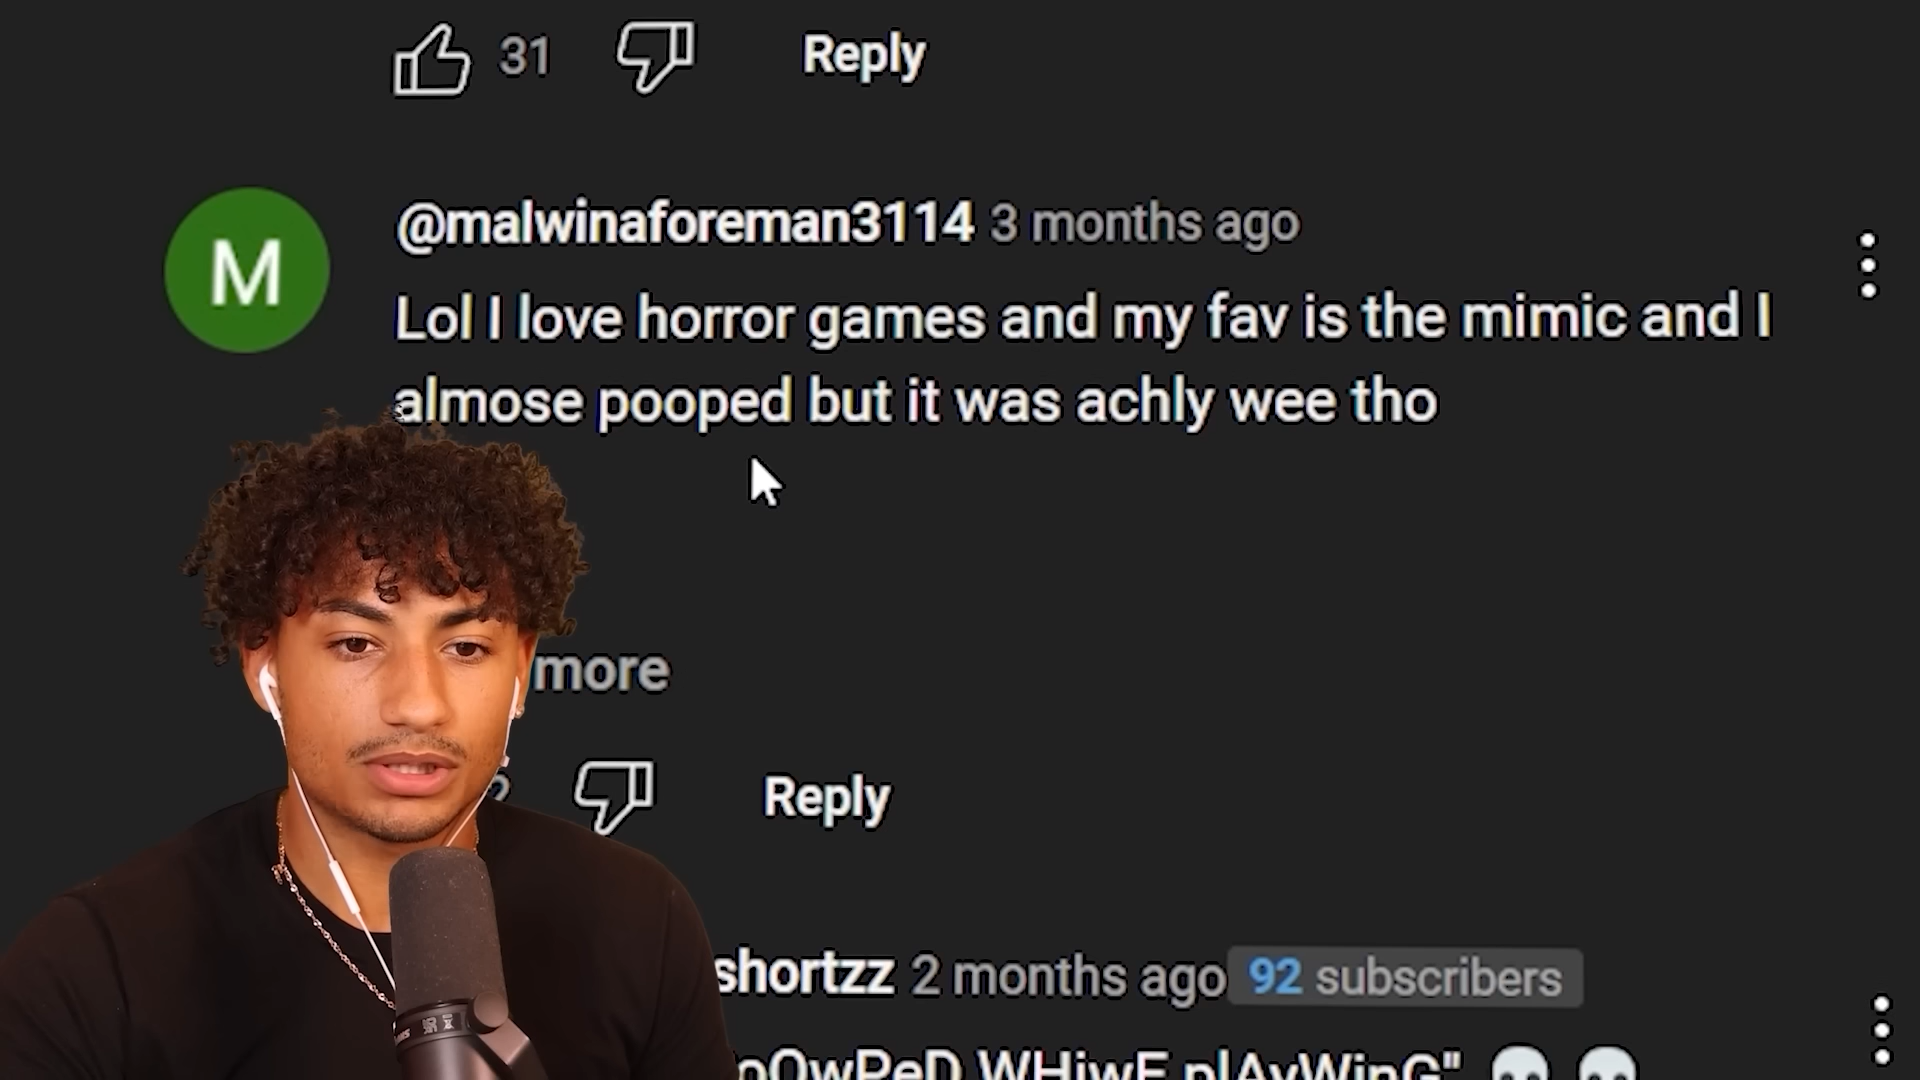 31 Reply
M
@malwinaforeman3114 3 months ago
Lol I love horror games and my fav is the mimic and I
almose pooped but it was achly wee tho
more
Reply
shortzz 2 months ago 92 subscribers
WHiwE plAyWinG"